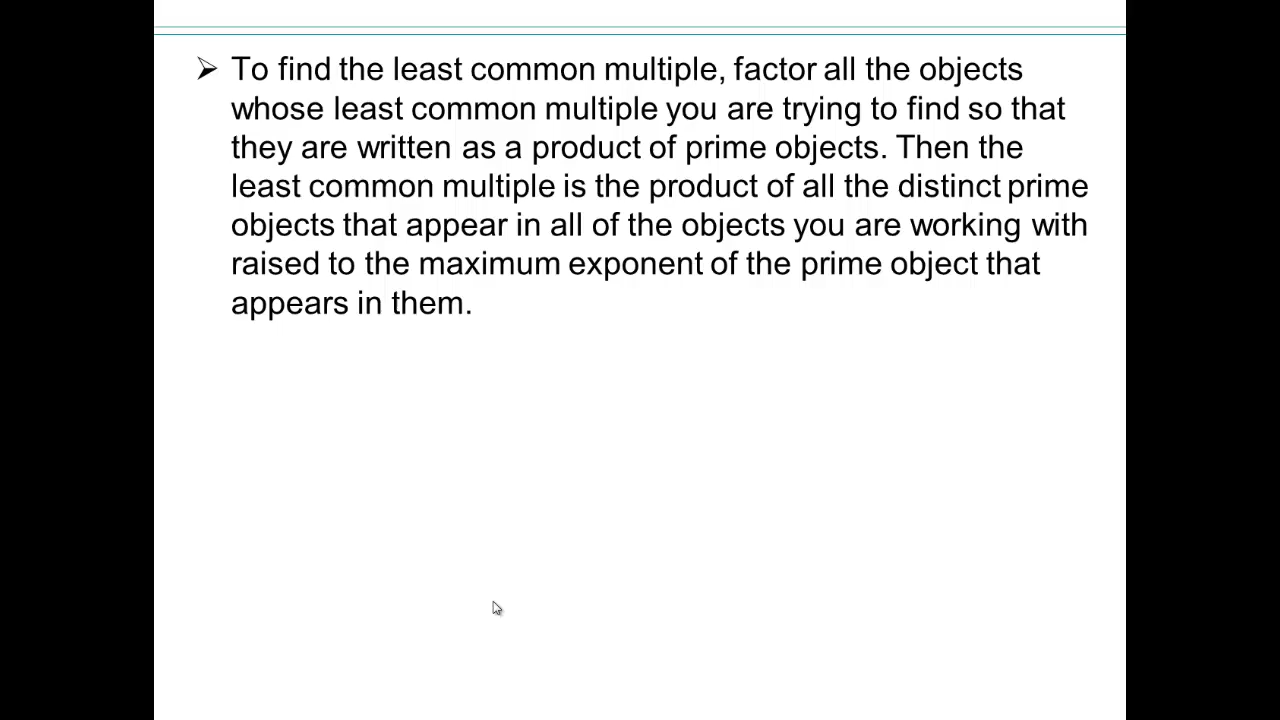 ➢ To find the least common multiple, factor all the objects
whose least common multiple you are trying to find so that
they are written as a product of prime objects. Then the
least common multiple is the product of all the distinct prime
objects that appear in all of the objects you are working with
raised to the maximum exponent of the prime object that
appears in them.